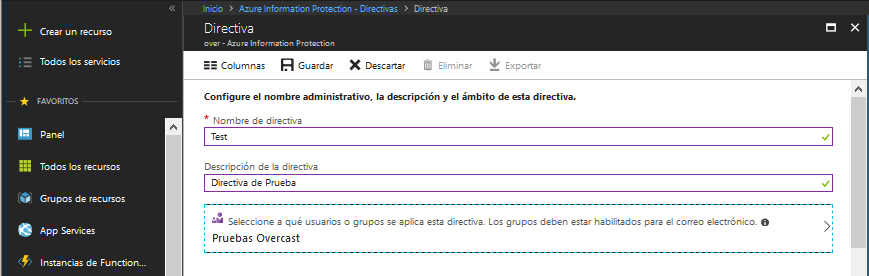 Crear un recurso
Todos los servicios
FAVORITOS
Panel
Todos los recursos
Grupos de recursos
App Services
Instancias de Function...
Inicio > Azure Information Protection - Directivas > Directiva
Directiva
over - Azure Information Protection
Columnas Guardar Descartar Eliminar Exportar
Configure el nombre administrativo, la descripción y el ámbito de esta directiva.
* Nombre de directiva
Test
Descripción de la directiva
Directiva de Prueba
Seleccione a qué usuarios o grupos se aplica esta directiva. Los grupos deben estar habilitados para el correo electrónico.
Pruebas Overcast